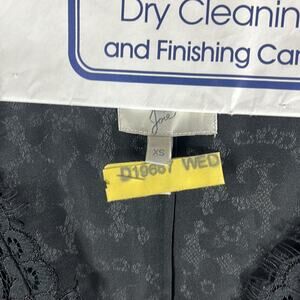 Dry Cleanin
and Finishing Car
Joie
XS
D19667 WED